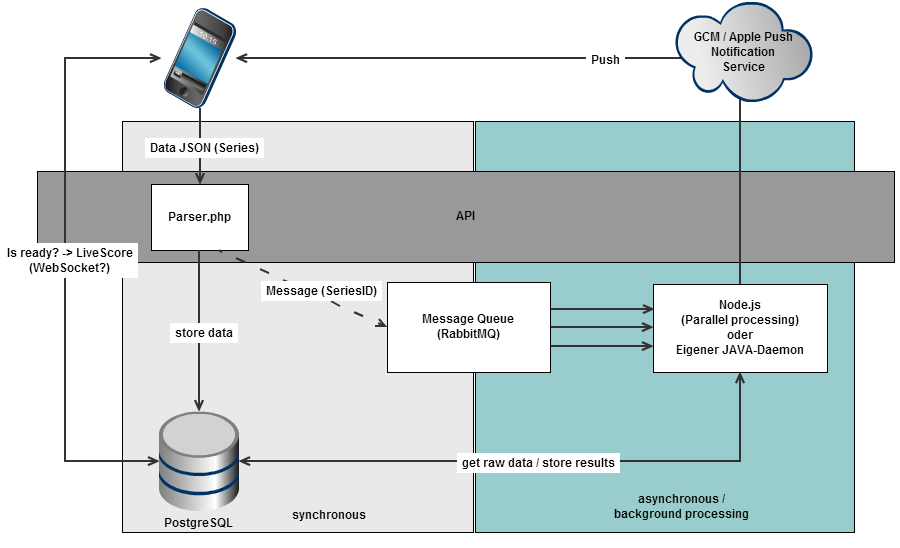 10:15
GCM / Apple Push
Notification
Service
Push
Data JSON (Series)
Parser.php
API
Is ready? -> LiveScore
(WebSocket?)
Message (SeriesID)
Message Queue
(RabbitMQ)
Node.js
(Parallel processing)
oder
Eigener JAVA-Daemon
store data
get raw data / store results
PostgreSQL
synchronous
asynchronous /
background processing